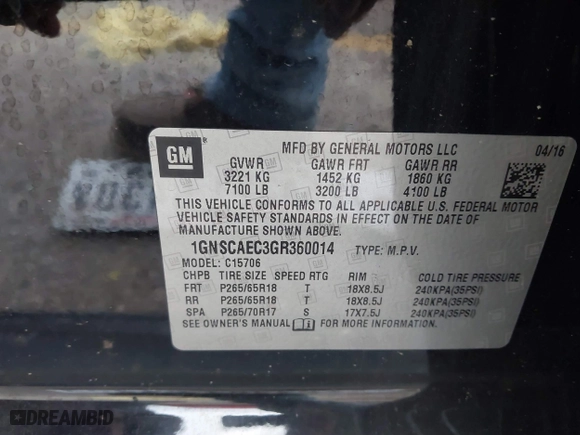 GM
MFD BY GENERAL MOTORS LLC 04/16
GVWR GAWR FRT GAWR RR
3221 KG 1452 KG 1860 KG
7100 LB 3200 LB 4100 LB
THIS VEHICLE CONFORMS TO ALL APPLICABLE U.S. FEDERAL MOTOR
VEHICLE SAFETY STANDARDS IN EFFECT ON THE DATE OF
MANUFACTURE SHOWN ABOVE.
1GNSCAEC3GR360014 TYPE: M.P.V.
MODEL: C15706
CHPB TIRE SIZE SPEED RTG RIM COLD TIRE PRESSURE
FRT P265/65R18 T 18X8.5J 240KPA(35PSI)
RR P265/65R18 T 18X8.5J 240KPA(35PSI)
SPA P265/70R17 S 17X7.5J 240KPA(35PSI)
SEE OWNER'S MANUAL FOR MORE INFORMATION
DREAMBID